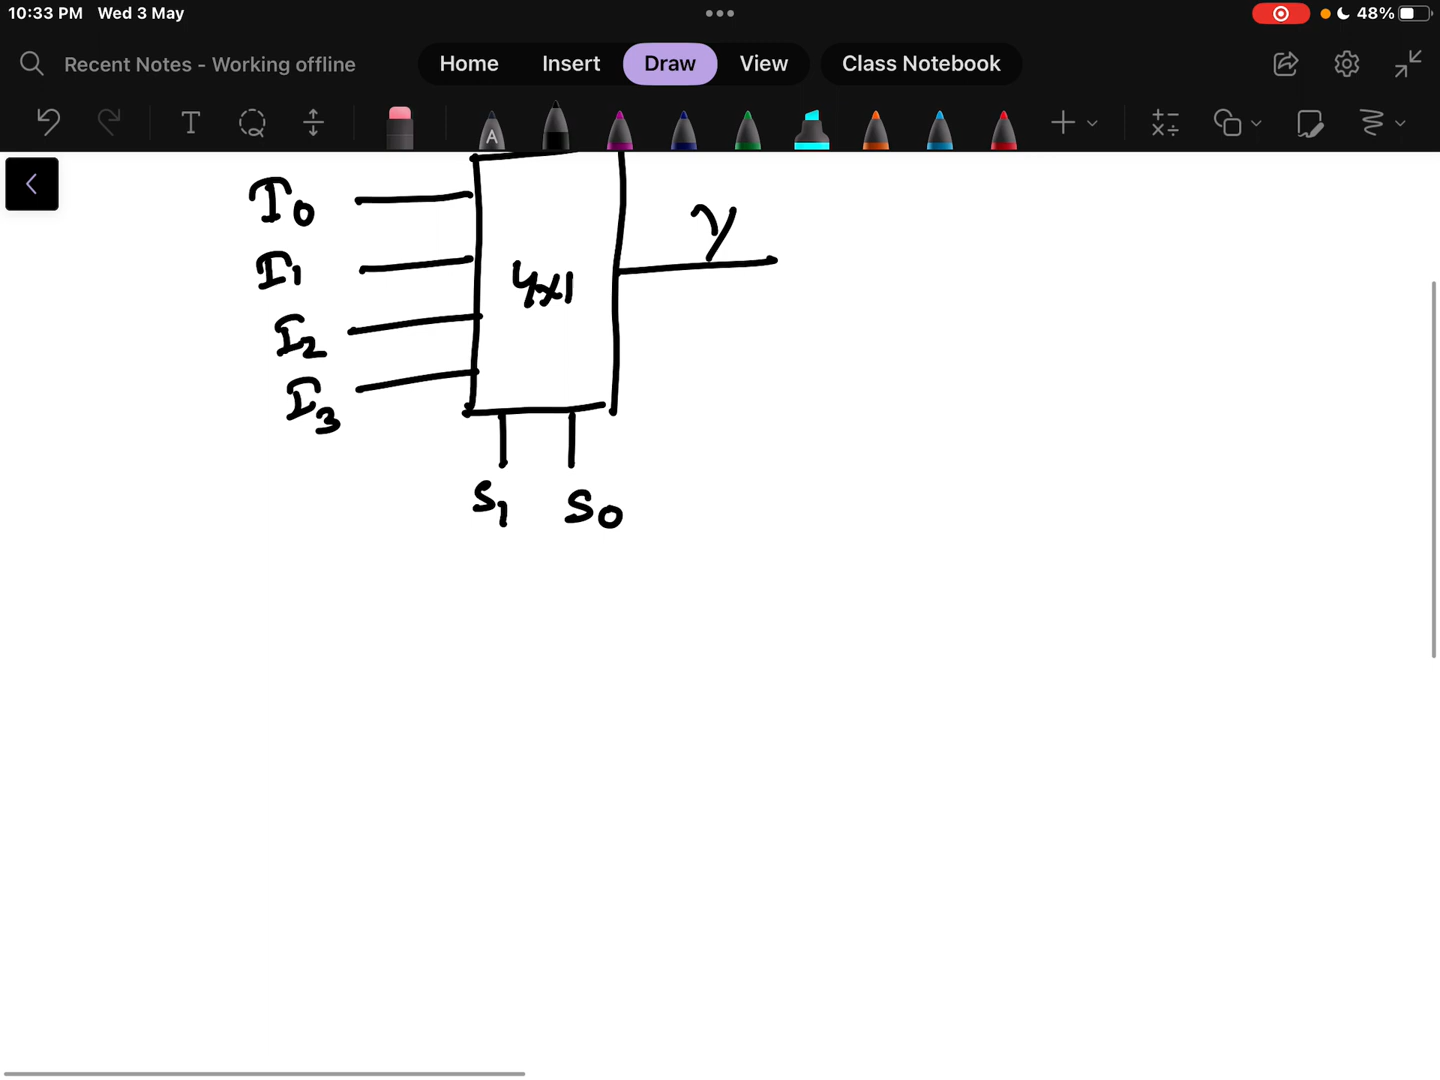 10:33 PM Wed 3 May
48%
Recent Notes - Working offline
Home Insert Draw View Class Notebook
T A
I0
I1
I2
I3
4x1
Y
S1 S0